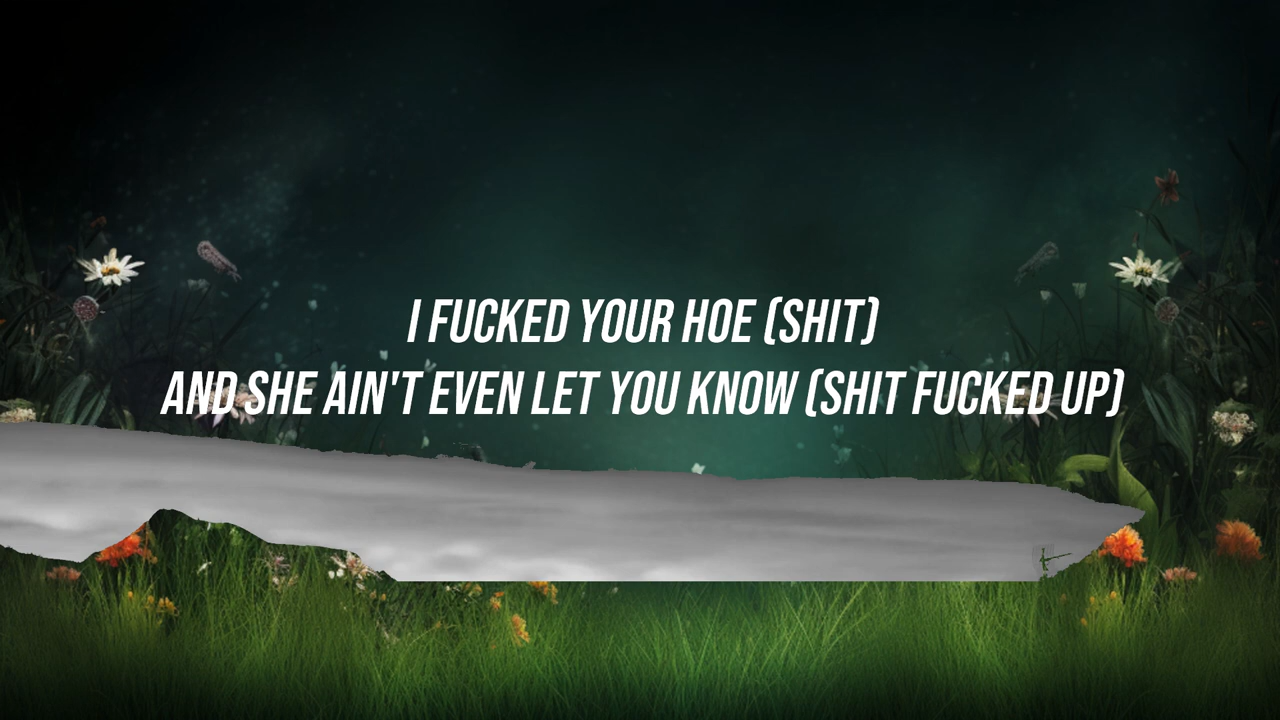 I FUCKED YOUR HOE (SHIT)
AND SHE AIN'T EVEN LET YOU KNOW (SHIT FUCKED UP)